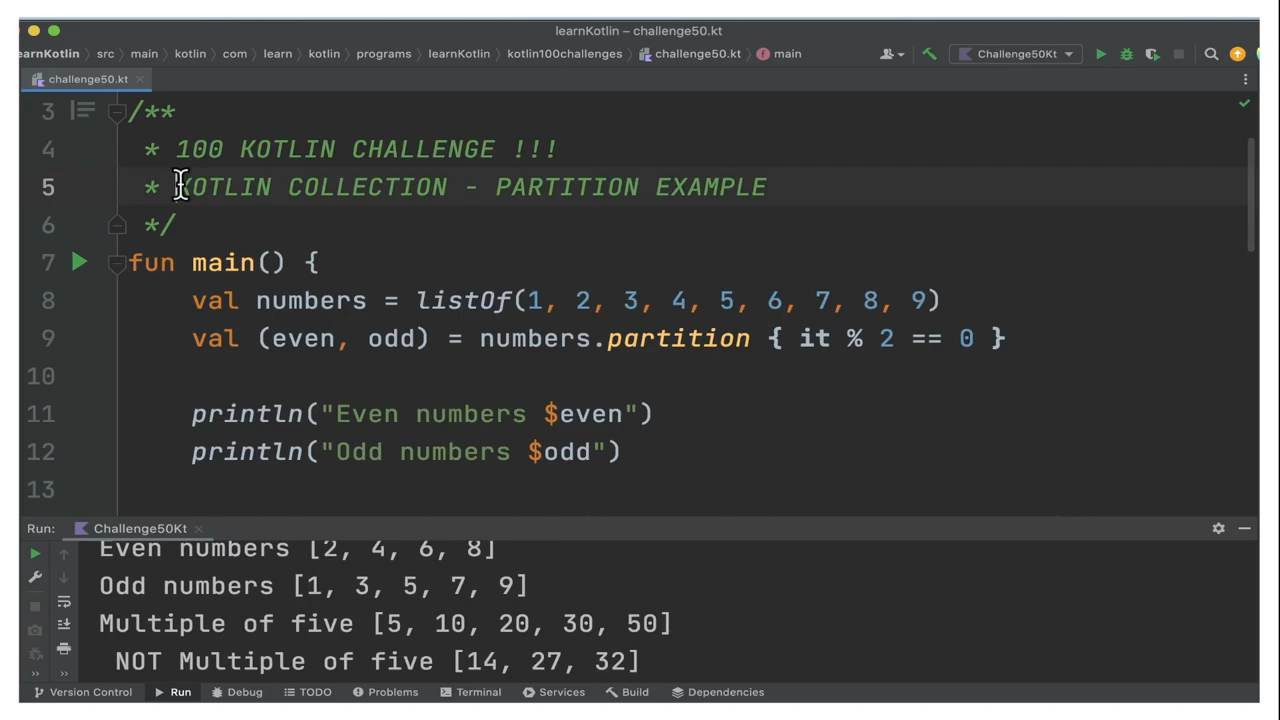 learnKotlin – challenge50.kt
earnKotlin › src › main › kotlin › com › learn › kotlin › programs › learnKotlin › kotlin100challenges › challenge50.kt › main
Challenge50Kt
challenge50.kt ×
3 /**
4 * 100 KOTLIN CHALLENGE !!!
5 * KOTLIN COLLECTION - PARTITION EXAMPLE
6 */
7 fun main() {
8 val numbers = listOf(1, 2, 3, 4, 5, 6, 7, 8, 9)
9 val (even, odd) = numbers.partition { it % 2 == 0 }
10
11 println("Even numbers $even")
12 println("Odd numbers $odd")
13
Run: Challenge50Kt ×
Even numbers [2, 4, 6, 8]
Odd numbers [1, 3, 5, 7, 9]
Multiple of five [5, 10, 20, 30, 50]
NOT Multiple of five [14, 27, 32]
Version Control Run Debug TODO Problems Terminal Services Build Dependencies